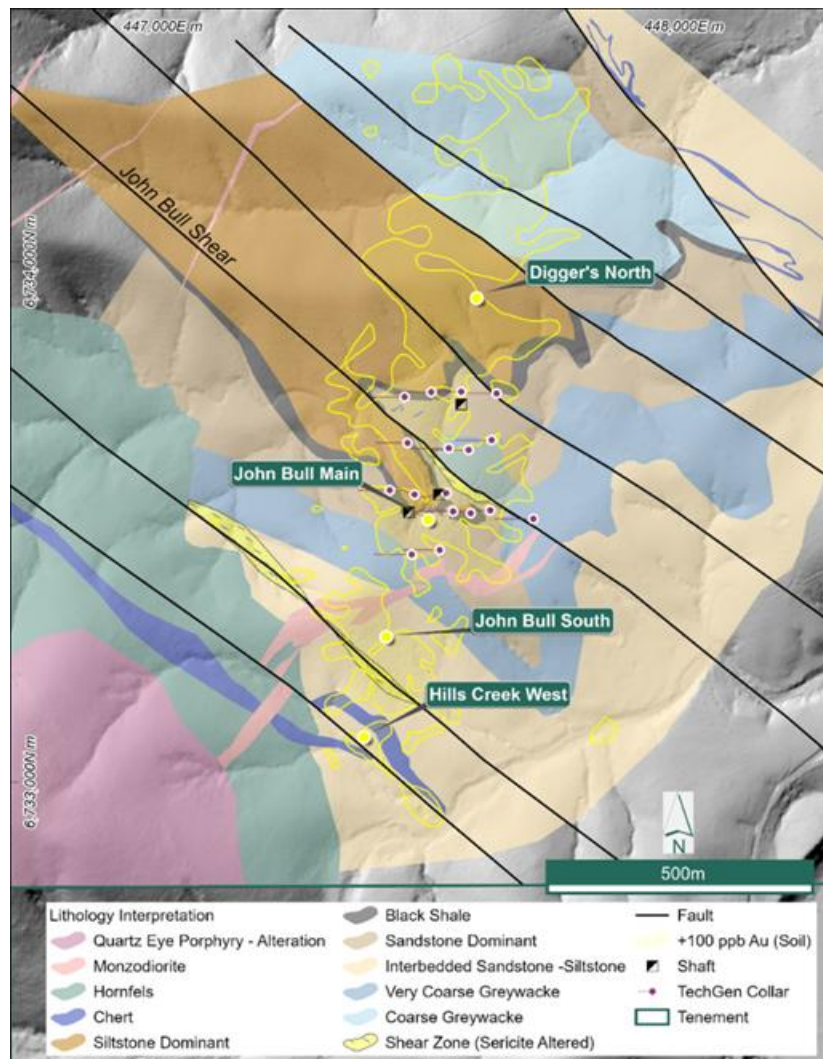 447,000E m
448,000E m
John Bull Shear
6,734,000N m
Digger's North
John Bull Main
John Bull South
Hills Creek West
6,733,000N m
N
500m
Lithology Interpretation
Quartz Eye Porphyry - Alteration
Monzodiorite
Hornfels
Chert
Siltstone Dominant
Black Shale
Sandstone Dominant
Interbedded Sandstone -Siltstone
Very Coarse Greywacke
Coarse Greywacke
Shear Zone (Sericite Altered)
Fault
+100 ppb Au (Soil)
Shaft
TechGen Collar
Tenement